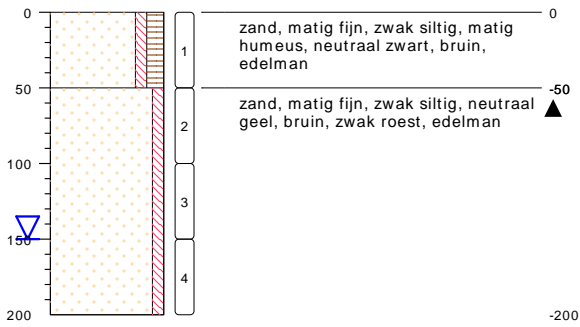 0
zand, matig fijn, zwak siltig, matig
humeus, neutraal zwart, bruin,
edelman
0
1
50
zand, matig fijn, zwak siltig, neutraal
geel, bruin, zwak roest, edelman
-50
2
100
3
150
4
200
-200